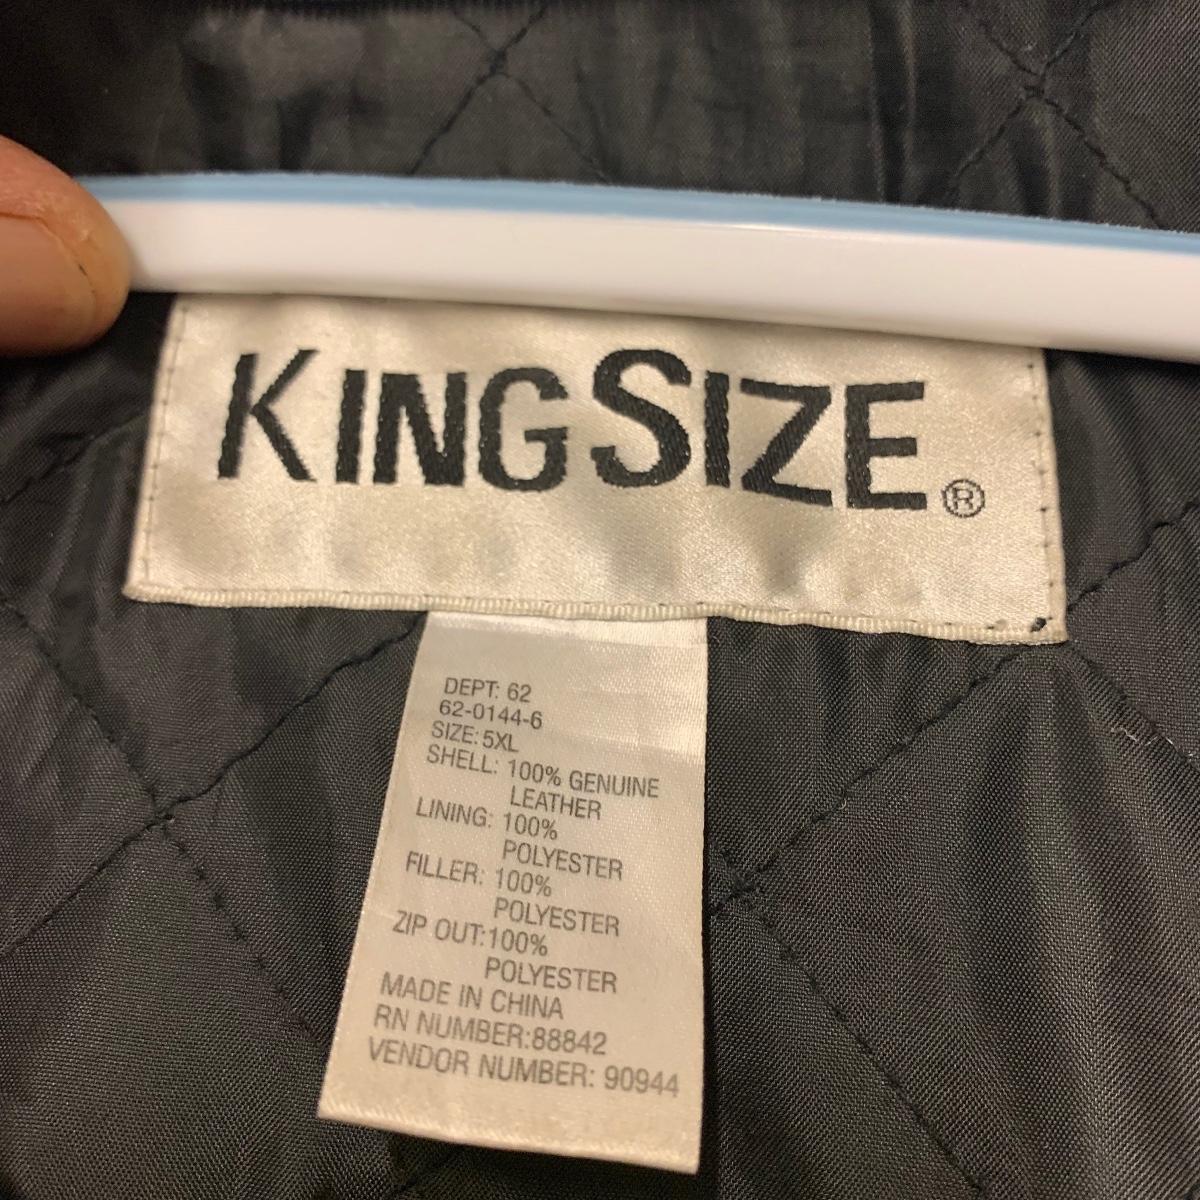 KINGSIZE®
DEPT: 62
62-0144-6
SIZE: 5XL
SHELL: 100% GENUINE
LEATHER
LINING: 100%
POLYESTER
FILLER: 100%
POLYESTER
ZIP OUT:100%
POLYESTER
MADE IN CHINA
RN NUMBER:88842
VENDOR NUMBER: 90944